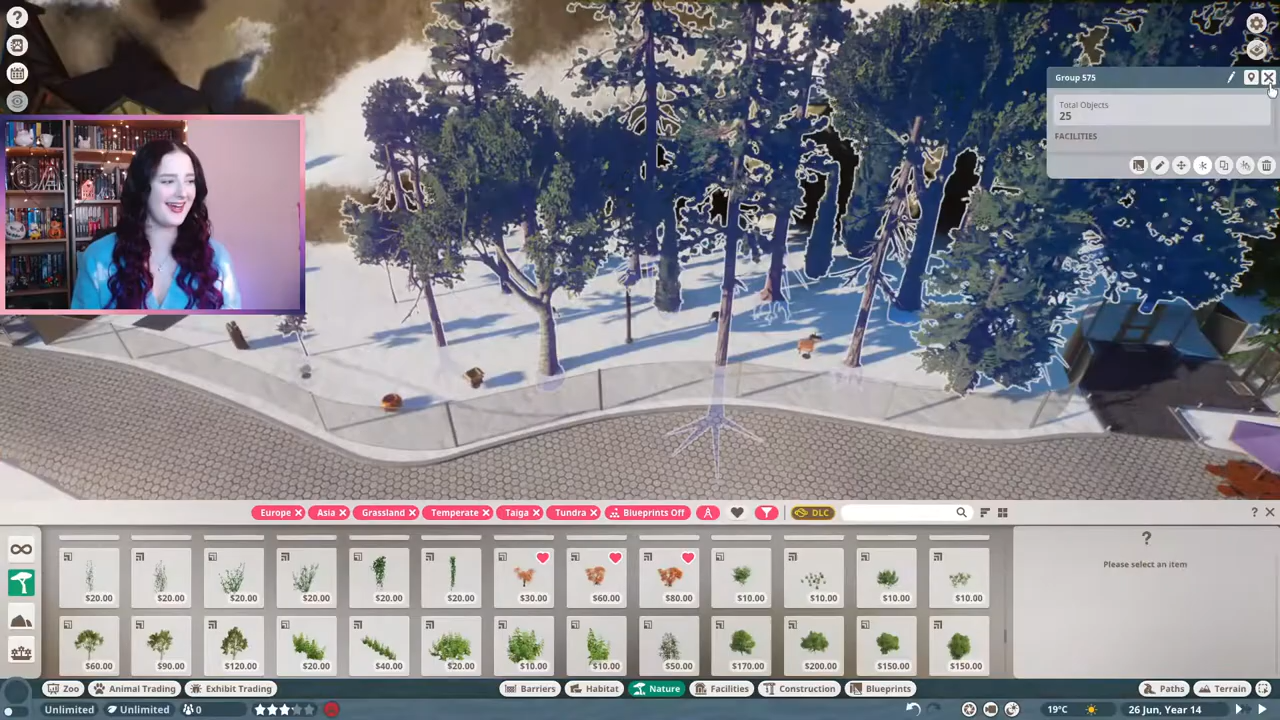 Group 575
Total Objects
25
FACILITIES
Europe
Asia
Grassland
Temperate
Taiga
Tundra
Blueprints Off
DLC
?
Please select an item
$20.00 $20.00 $20.00 $20.00 $20.00 $20.00 $30.00 $60.00 $80.00 $10.00 $10.00 $10.00 $10.00
$60.00 $90.00 $120.00 $20.00 $40.00 $20.00 $10.00 $10.00 $50.00 $170.00 $200.00 $150.00 $150.00
Zoo Animal Trading Exhibit Trading Barriers Habitat Nature Facilities Construction Blueprints Paths Terrain
Unlimited Unlimited 0 19°C 26 Jun, Year 14